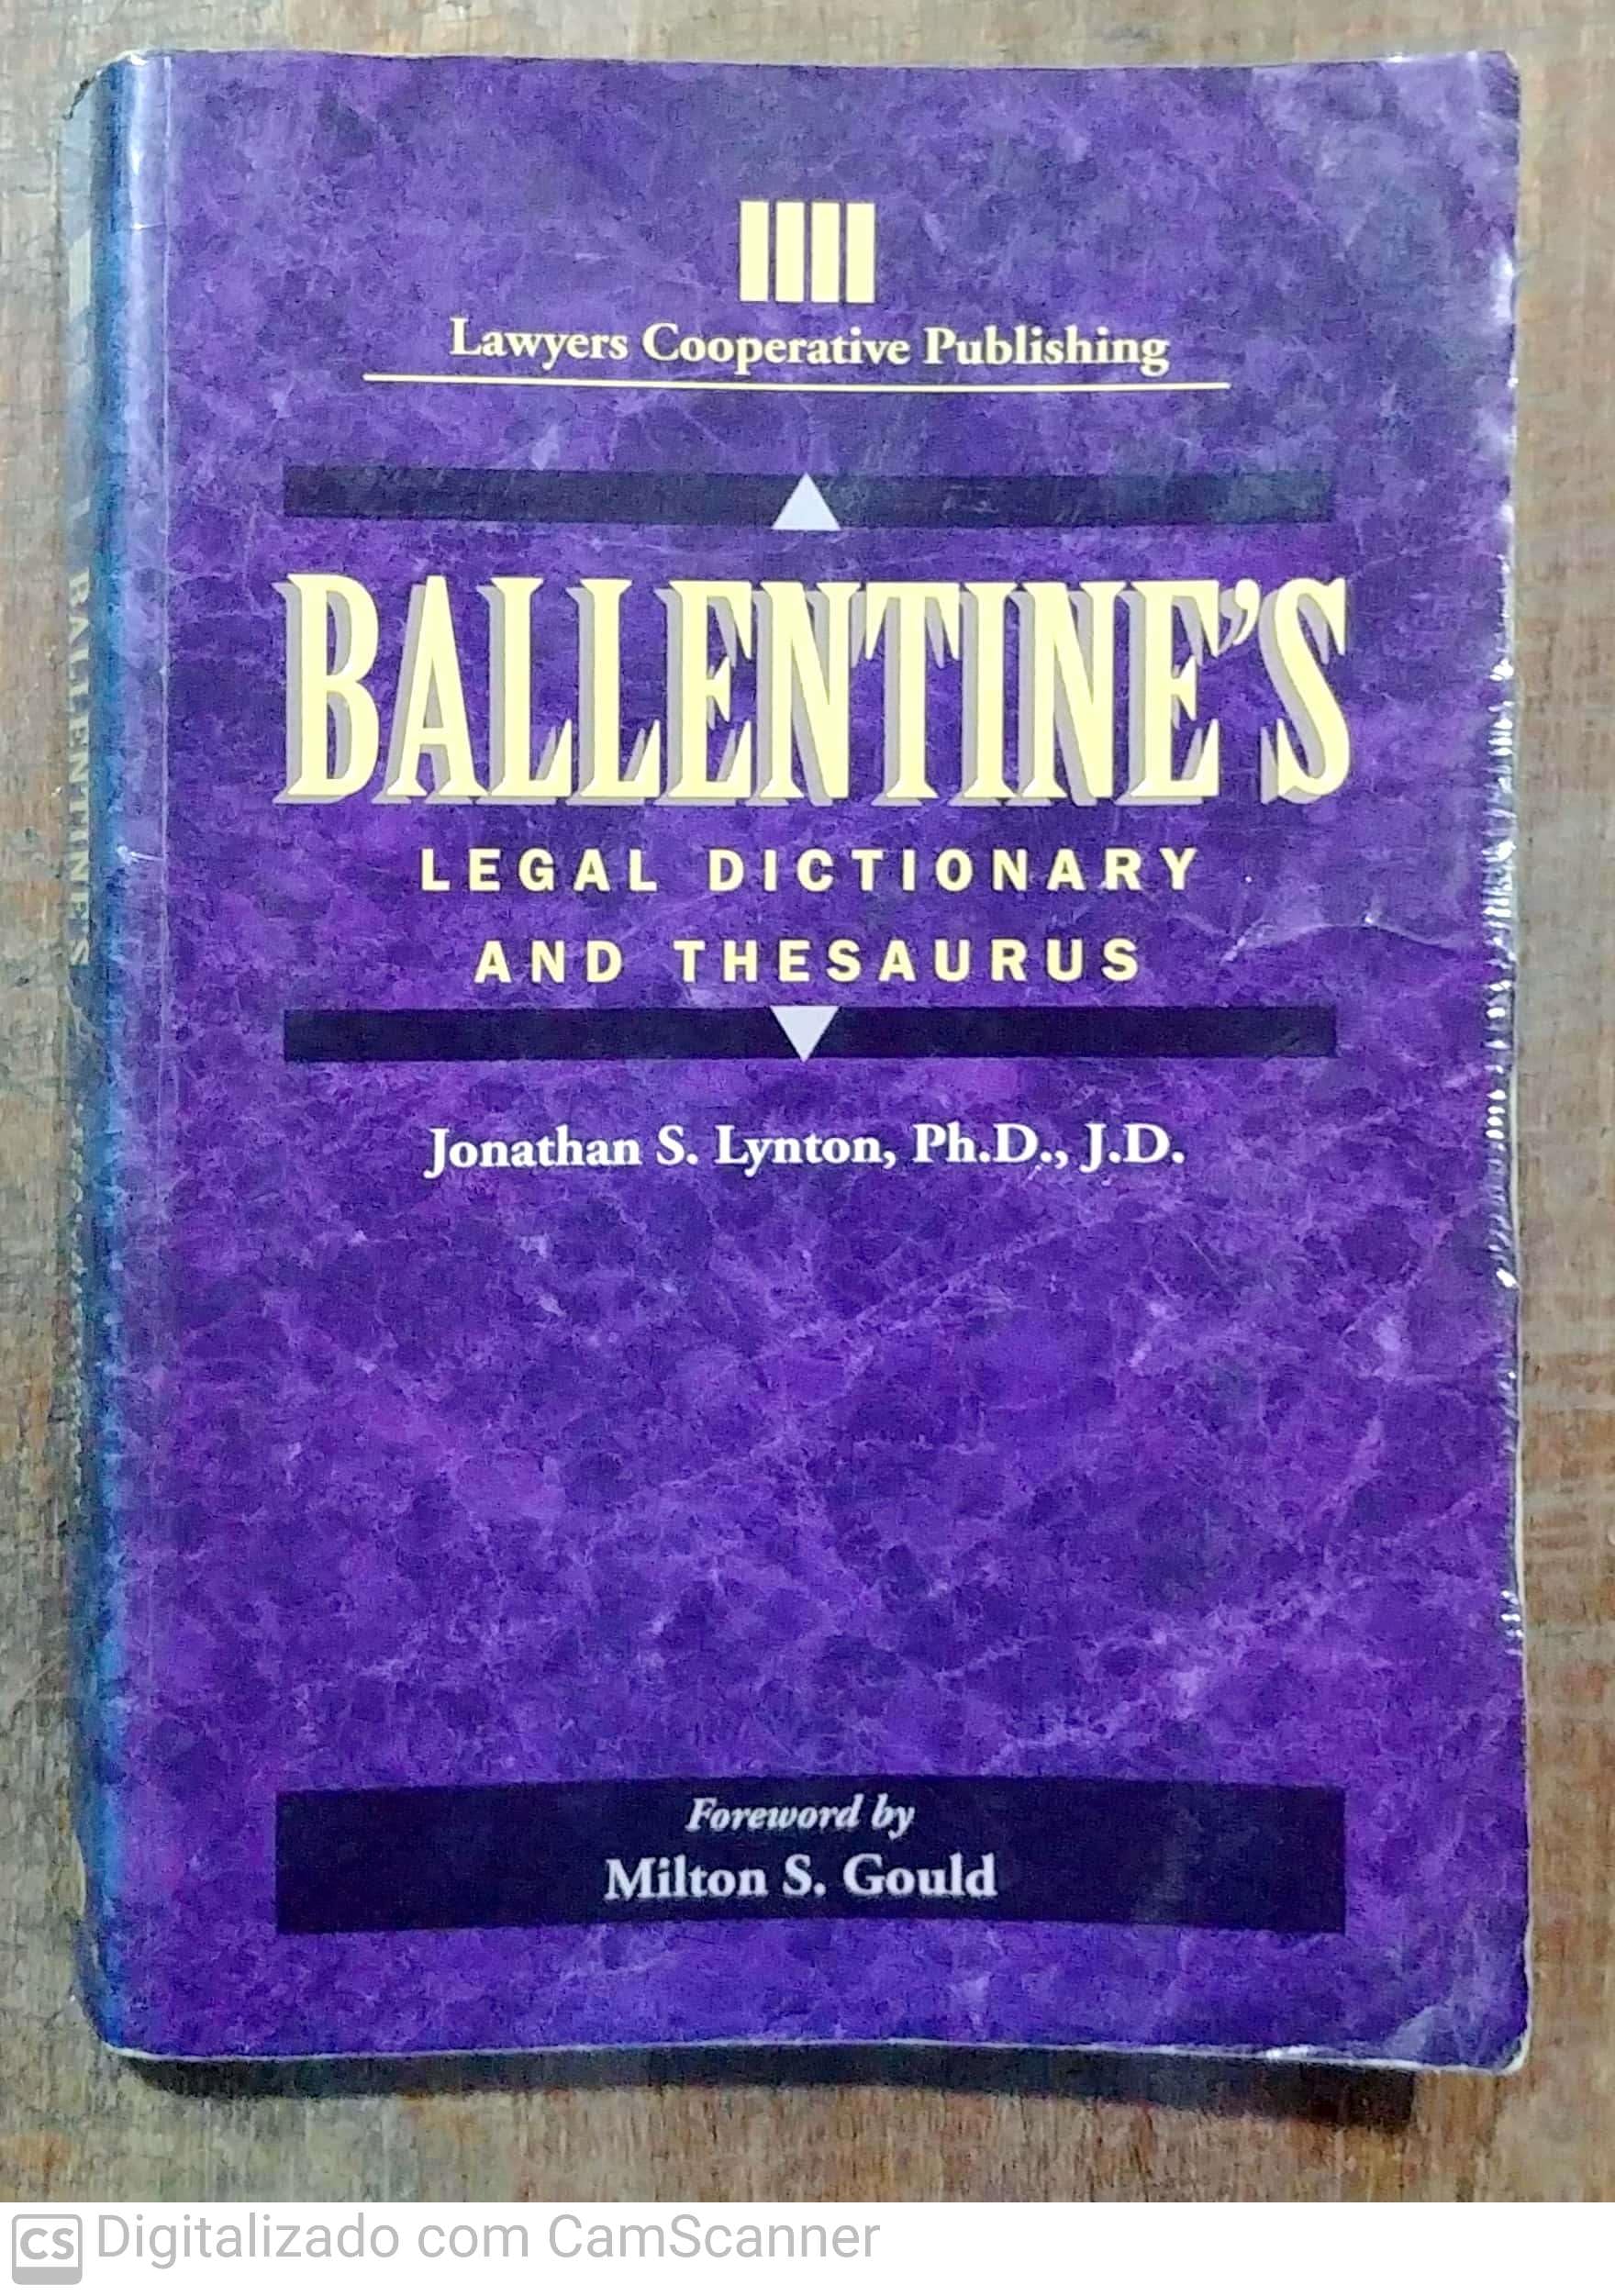 Lawyers Cooperative Publishing
BALLENTINE'S
LEGAL DICTIONARY
AND THESAURUS
Jonathan S. Lynton, Ph.D., J.D.
Foreword by
Milton S. Gould
BALLENTINE'S
CS Digitalizado com CamScanner